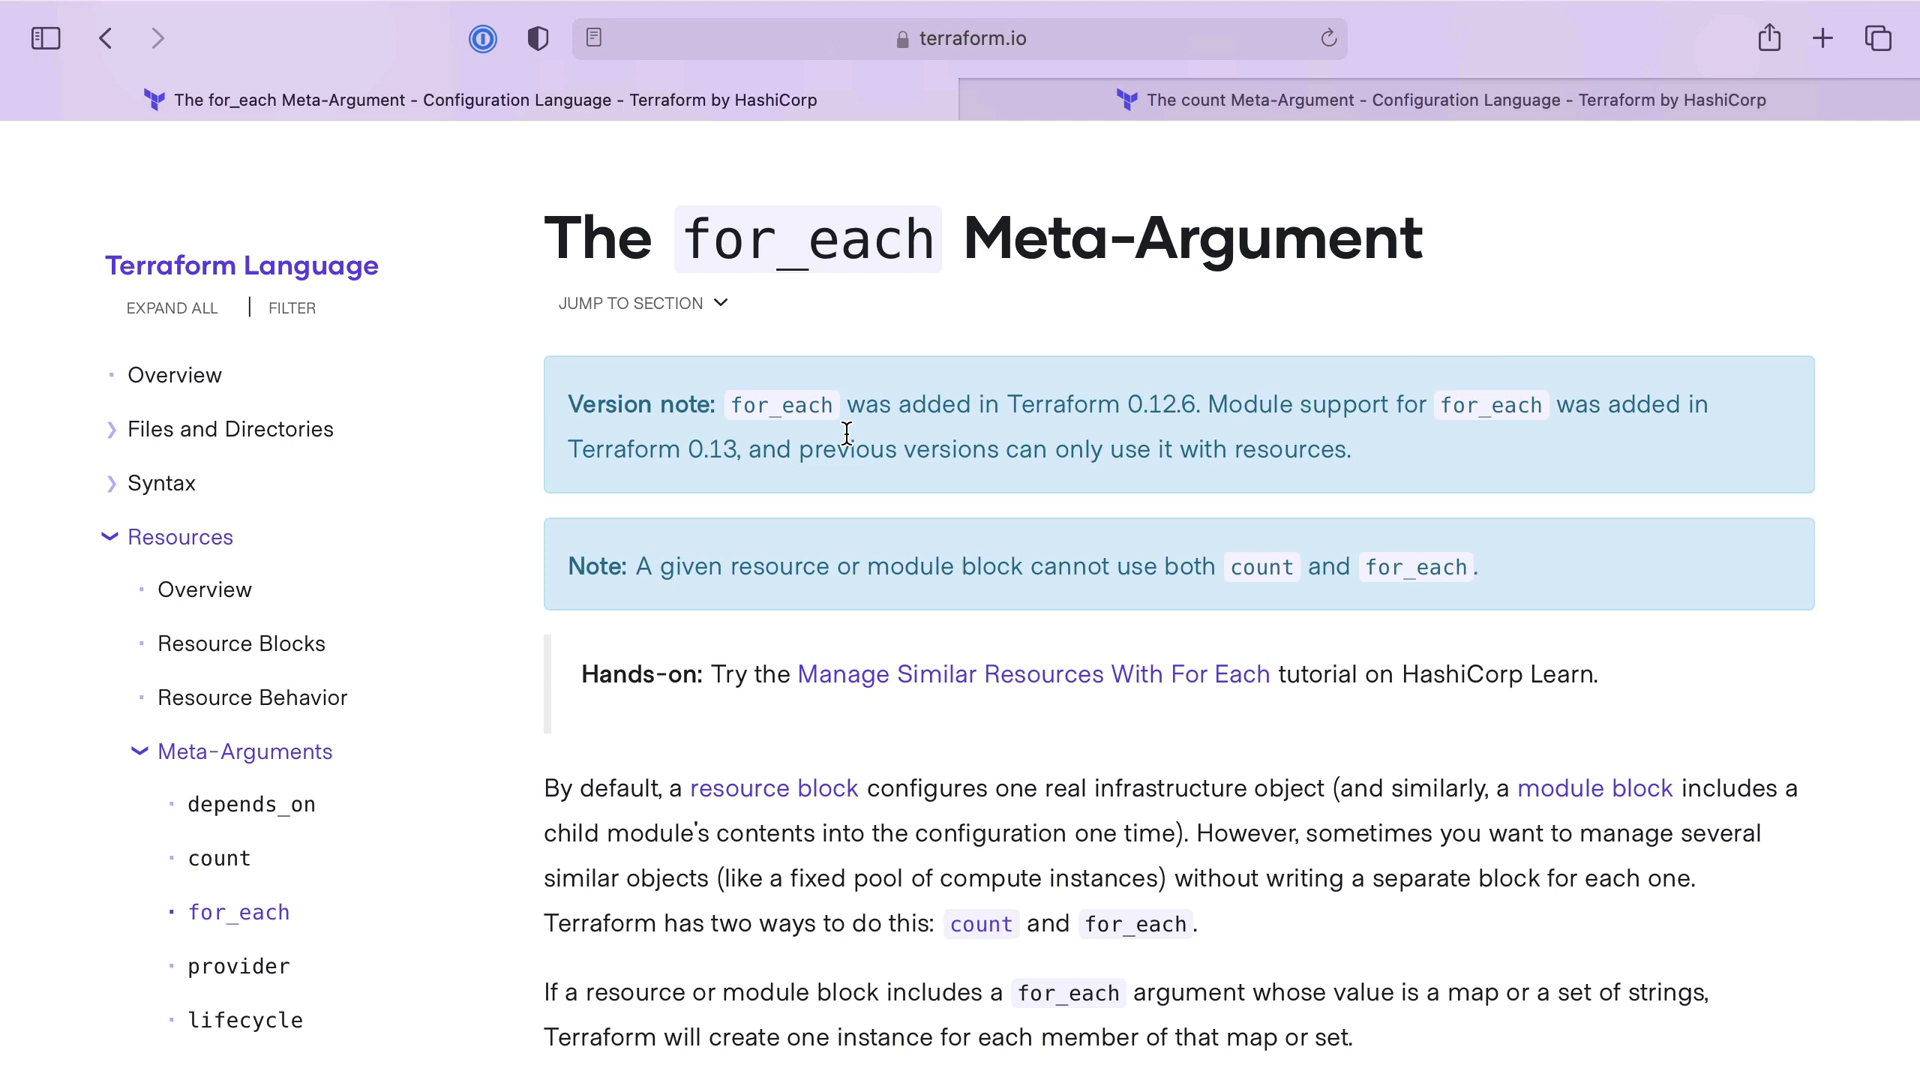 terraform.io
The for_each Meta-Argument - Configuration Language - Terraform by HashiCorp
The count Meta-Argument - Configuration Language - Terraform by HashiCorp
Terraform Language
EXPAND ALL | FILTER
Overview
Files and Directories
Syntax
Resources
Overview
Resource Blocks
Resource Behavior
Meta-Arguments
depends_on
count
for_each
provider
lifecycle
The for_each Meta-Argument
JUMP TO SECTION
Version note: for_each was added in Terraform 0.12.6. Module support for for_each was added in
Terraform 0.13, and previous versions can only use it with resources.
Note: A given resource or module block cannot use both count and for_each.
Hands-on: Try the Manage Similar Resources With For Each tutorial on HashiCorp Learn.
By default, a resource block configures one real infrastructure object (and similarly, a module block includes a
child module's contents into the configuration one time). However, sometimes you want to manage several
similar objects (like a fixed pool of compute instances) without writing a separate block for each one.
Terraform has two ways to do this: count and for_each.
If a resource or module block includes a for_each argument whose value is a map or a set of strings,
Terraform will create one instance for each member of that map or set.